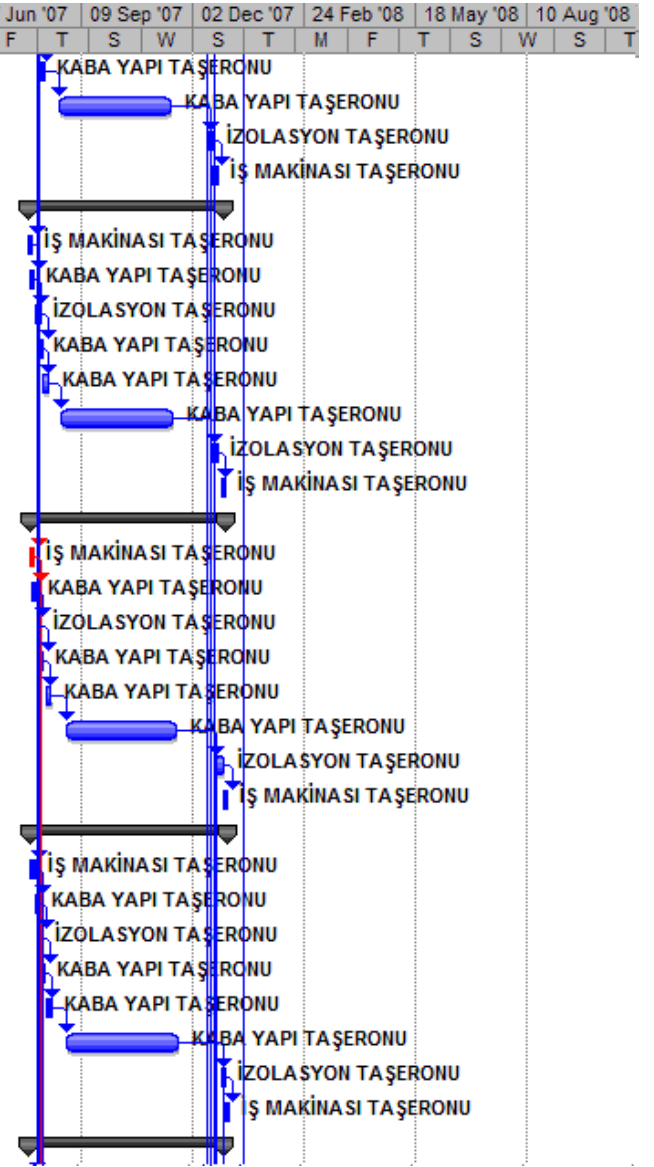 Jun '07 09 Sep '07 02 Dec '07 24 Feb '08 18 May '08 10 Aug '08
F T S W S T M F T S W S T
KABA YAPI TAŞERONU
KABA YAPI TAŞERONU
İZOLASYON TAŞERONU
İŞ MAKİNASI TAŞERONU
İŞ MAKİNASI TAŞERONU
KABA YAPI TAŞERONU
İZOLASYON TAŞERONU
KABA YAPI TAŞERONU
KABA YAPI TAŞERONU
KABA YAPI TAŞERONU
İZOLASYON TAŞERONU
İŞ MAKİNASI TAŞERONU
İŞ MAKİNASI TAŞERONU
KABA YAPI TAŞERONU
İZOLASYON TAŞERONU
KABA YAPI TAŞERONU
KABA YAPI TAŞERONU
KABA YAPI TAŞERONU
İZOLASYON TAŞERONU
İŞ MAKİNASI TAŞERONU
İŞ MAKİNASI TAŞERONU
KABA YAPI TAŞERONU
İZOLASYON TAŞERONU
KABA YAPI TAŞERONU
KABA YAPI TAŞERONU
KABA YAPI TAŞERONU
İZOLASYON TAŞERONU
İŞ MAKİNASI TAŞERONU